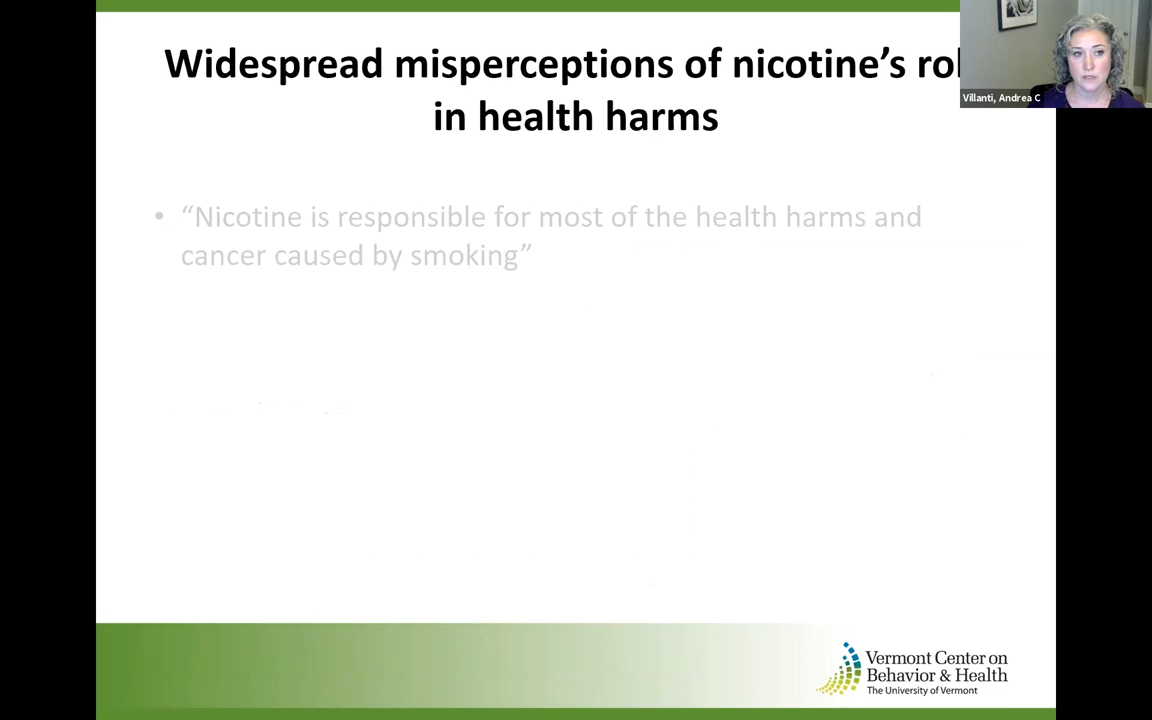 Widespread misperceptions of nicotine's rol
in health harms
Villanti, Andrea C
• “Nicotine is responsible for most of the health harms and
cancer caused by smoking”
Vermont Center on
Behavior & Health
The University of Vermont